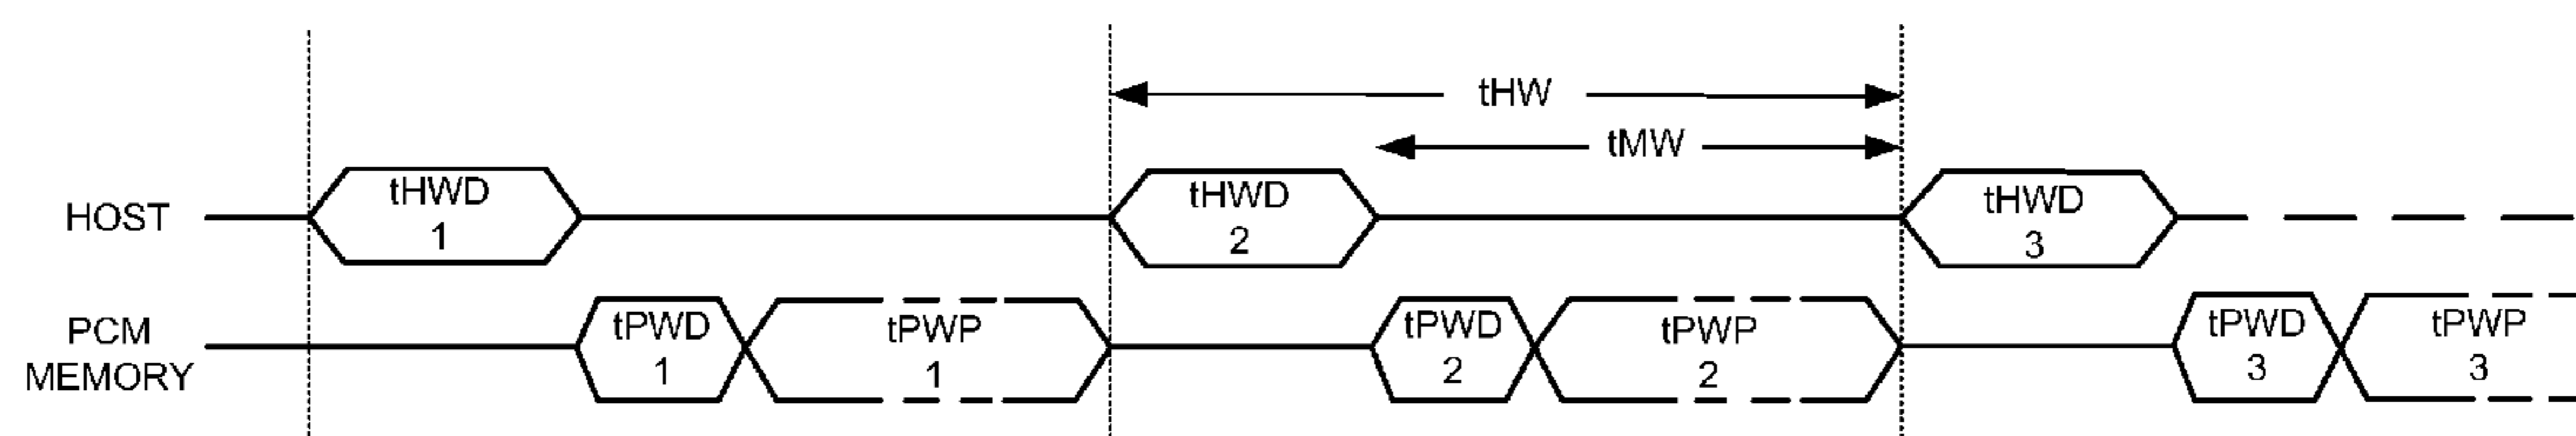 tHW
tMW
HOST
tHWD
1
tHWD
2
tHWD
3
PCM
MEMORY
tPWD
1
tPWP
1
tPWD
2
tPWP
2
tPWD
3
tPWP
3